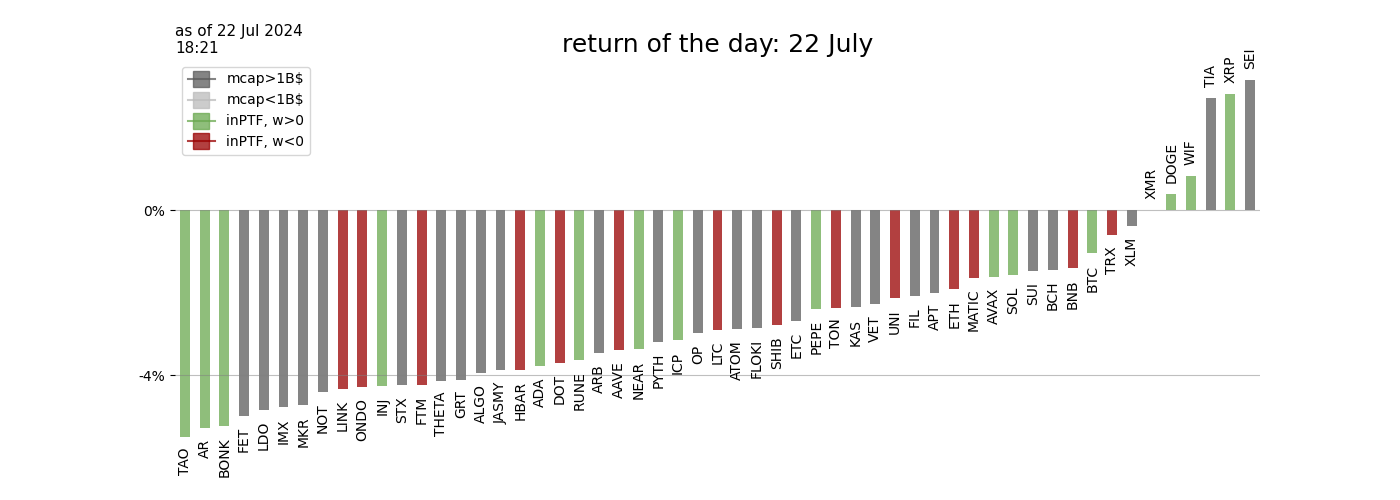 as of 22 Jul 2024
18:21
return of the day: 22 July
mcap>1B$
mcap<1B$
inPTF, w>0
inPTF, w<0
0%
-4%
TAO
AR
BONK
FET
LDO
IMX
MKR
NOT
LINK
ONDO
INJ
STX
FTM
THETA
GRT
ALGO
JASMY
HBAR
ADA
DOT
RUNE
ARB
AAVE
NEAR
PYTH
ICP
OP
LTC
ATOM
FLOKI
SHIB
ETC
PEPE
TON
KAS
VET
UNI
FIL
APT
ETH
MATIC
AVAX
SOL
SUI
BCH
BNB
BTC
TRX
XLM
XMR
DOGE
WIF
TIA
XRP
SEI